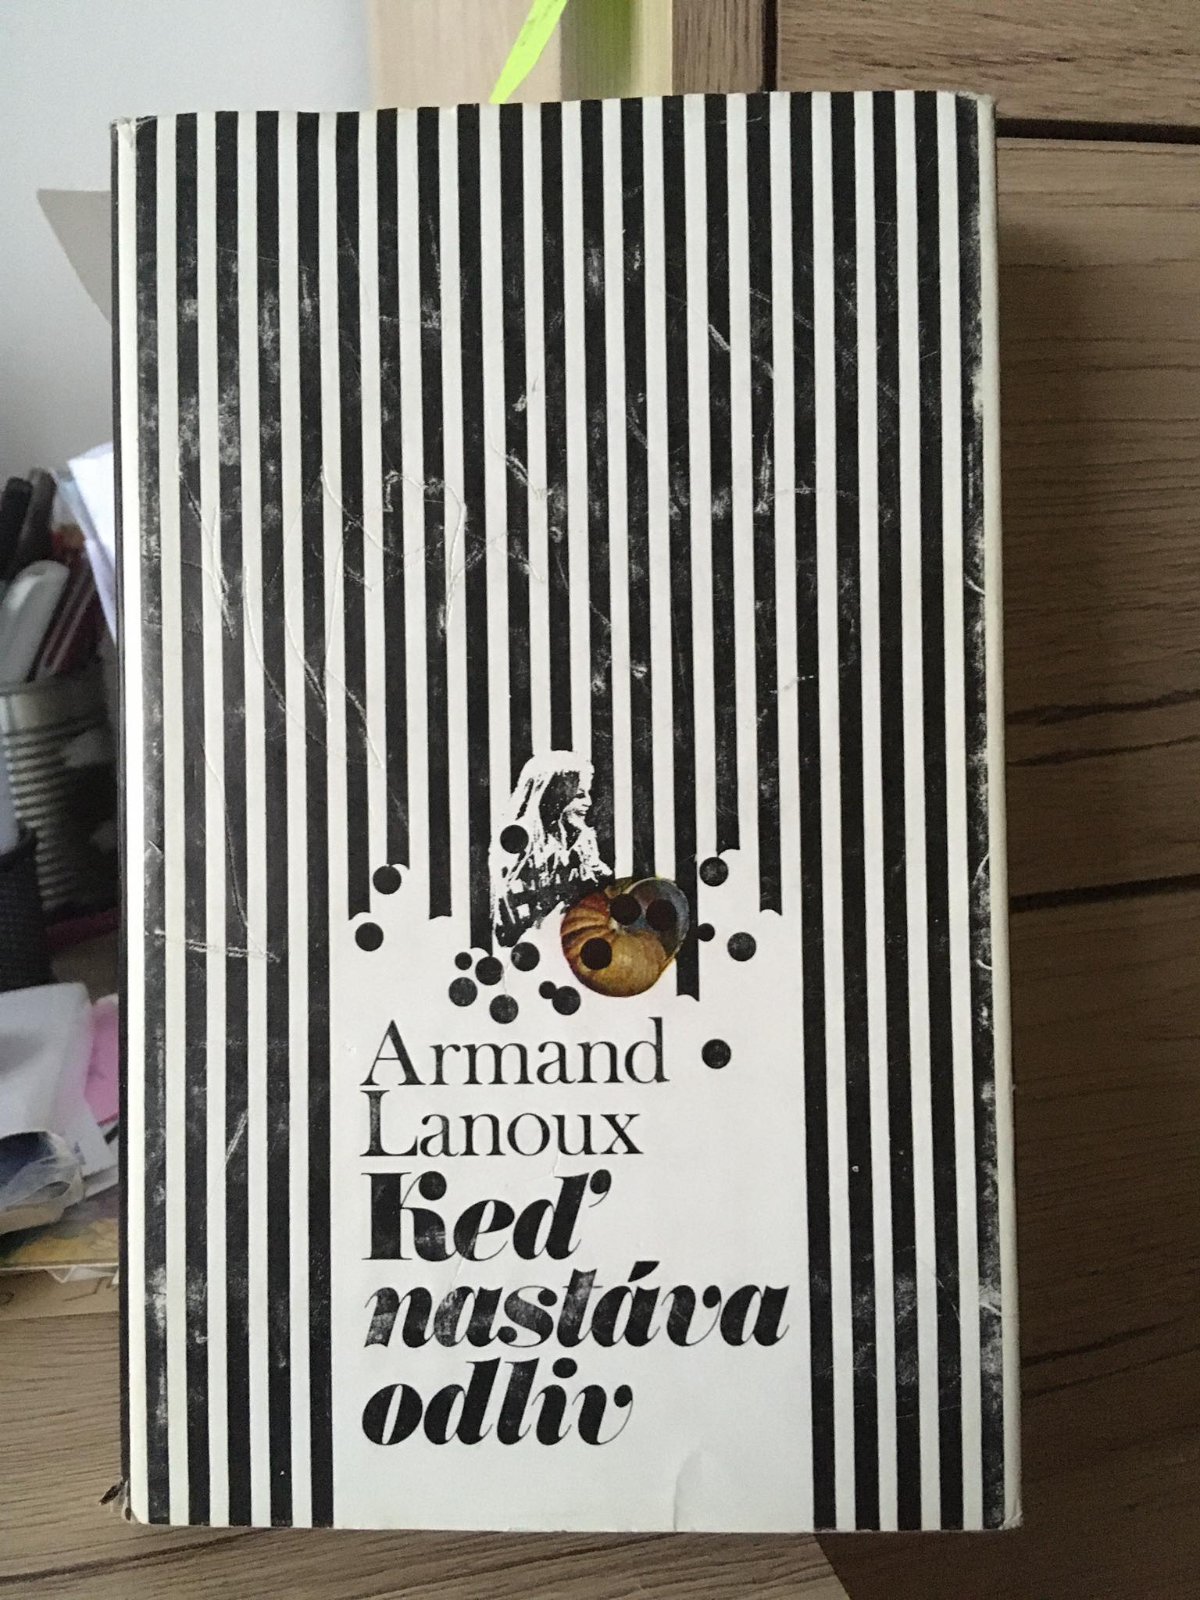 Armand
Lanoux
Keď
nastáva
odliv